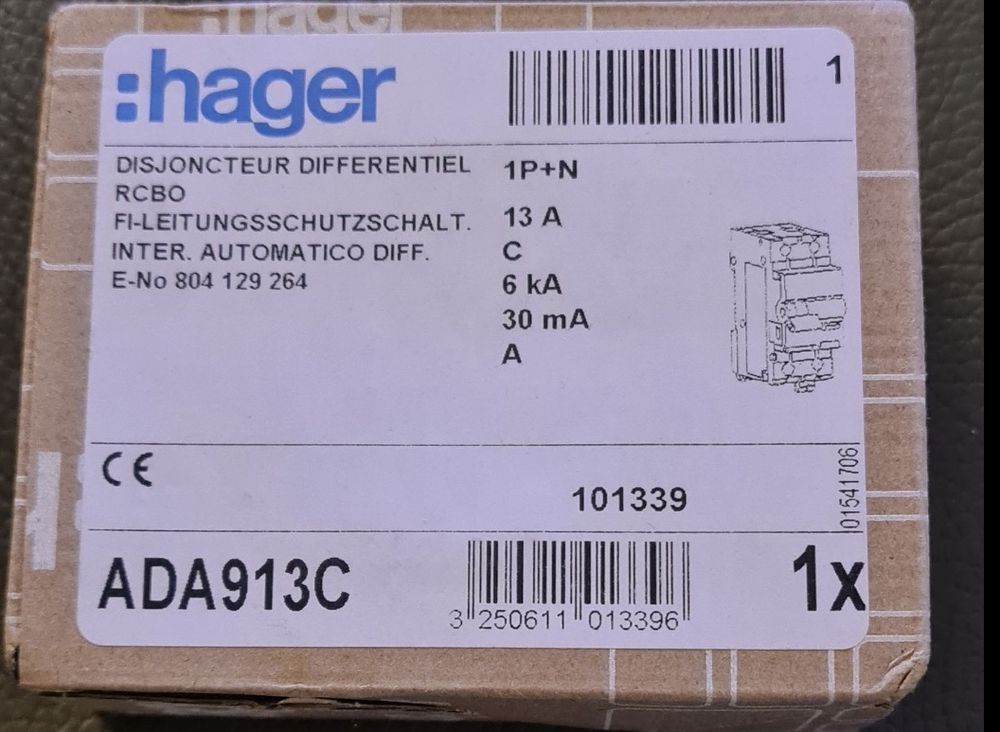 :hager
1
DISJONCTEUR DIFFERENTIEL
RCBO
FI-LEITUNGSSCHUTZSCHALT.
INTER. AUTOMATICO DIFF.
E-No 804 129 264
1P+N
13 A
C
6 kA
30 mA
A
CE
101339
01541706
ADA913C
3 250611 013396
1x